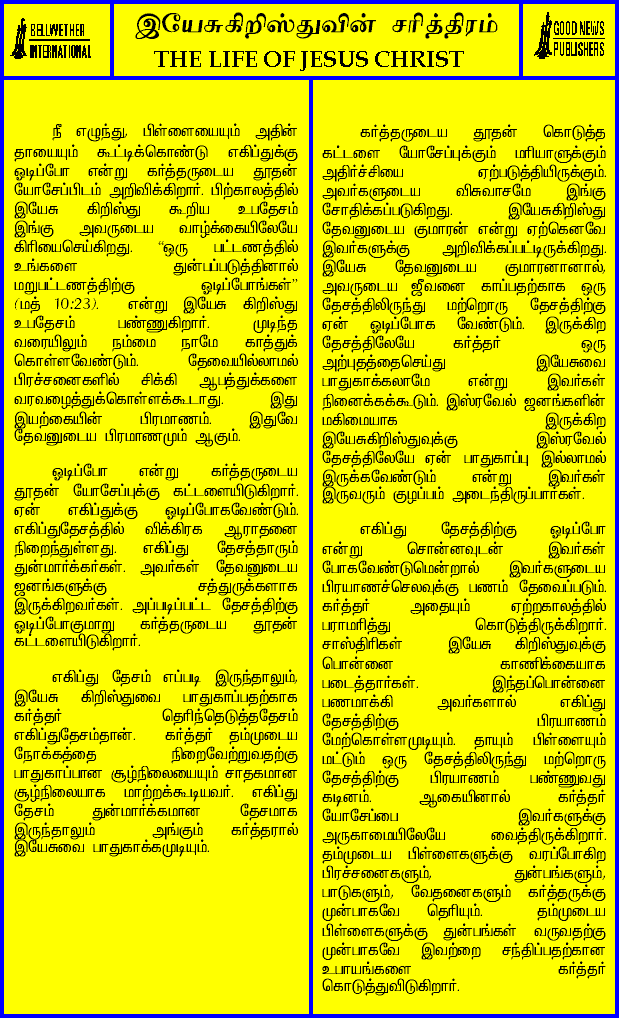 BELLWETHER
INTERNATIONAL
இயேசுகிறிஸ்துவின் சரித்திரம்
THE LIFE OF JESUS CHRIST
GOOD NEWS
PUBLISHERS
நீ எழுந்து, பிள்ளையையும் அதின்
தாயையும் கூட்டிக்கொண்டு எகிப்துக்கு
ஓடிப்போ என்று கர்த்தருடைய தூதன்
யோசேப்பிடம் அறிவிக்கிறார். பிற்காலத்தில்
இயேசு கிறிஸ்து கூறிய உபதேசம்
இங்கு அவருடைய வாழ்க்கையிலேயே
கிரியைசெய்கிறது. “ஒரு பட்டணத்தில்
உங்களை துன்பப்படுத்தினால்
மறுபட்டணத்திற்கு ஓடிப்போங்கள்”
(மத் 10:23). என்று இயேசு கிறிஸ்து
உபதேசம் பண்ணுகிறார். முடிந்த
வரையிலும் நம்மை நாமே காத்துக்
கொள்ளவேண்டும். தேவையில்லாமல்
பிரச்சனைகளில் சிக்கி ஆபத்துக்களை
வரவழைத்துக்கொள்ளக்கூடாது. இது
இயற்கையின் பிரமாணம். இதுவே
தேவனுடைய பிரமாணமும் ஆகும்.
ஓடிப்போ என்று கர்த்தருடைய
தூதன் யோசேப்புக்கு கட்டளையிடுகிறார்.
ஏன் எகிப்துக்கு ஓடிப்போகவேண்டும்.
எகிப்துதேசத்தில் விக்கிரக ஆராதனை
நிறைந்துள்ளது. எகிப்து தேசத்தாரும்
துன்மார்க்கர்கள். அவர்கள் தேவனுடைய
ஜனங்களுக்கு சத்துருக்களாக
இருக்கிறவர்கள். அப்படிப்பட்ட தேசத்திற்கு
ஓடிப்போகுமாறு கர்த்தருடைய தூதன்
கட்டளையிடுகிறார்.
எகிப்து தேசம் எப்படி இருந்தாலும்,
இயேசு கிறிஸ்துவை பாதுகாப்பதற்காக
கர்த்தர் தெரிந்தெடுத்ததேசம்
எகிப்துதேசம்தான். கர்த்தர் தம்முடைய
நோக்கத்தை நிறைவேற்றுவதற்கு
பாதுகாப்பான சூழ்நிலையையும் சாதகமான
சூழ்நிலையாக மாற்றக்கூடியவர். எகிப்து
தேசம் துன்மார்க்கமான தேசமாக
இருந்தாலும் அங்கும் கர்த்தரால்
இயேசுவை பாதுகாக்கமுடியும்.
கர்த்தருடைய தூதன் கொடுத்த
கட்டளை யோசேப்புக்கும் மரியாளுக்கும்
அதிர்ச்சியை ஏற்படுத்தியிருக்கும்.
அவர்களுடைய விசுவாசமே இங்கு
சோதிக்கப்படுகிறது. இயேசுகிறிஸ்து
தேவனுடைய குமாரன் என்று ஏற்கெனவே
இவர்களுக்கு அறிவிக்கப்பட்டிருக்கிறது.
இயேசு தேவனுடைய குமாரனானால்,
அவருடைய ஜீவனை காப்பதற்காக ஒரு
தேசத்திலிருந்து மற்றொரு தேசத்திற்கு
ஏன் ஓடிப்போக வேண்டும். இருக்கிற
தேசத்திலேயே கர்த்தர் ஒரு
அற்புதத்தைசெய்து இயேசுவை
பாதுகாக்கலாமே என்று இவர்கள்
நினைக்கக்கூடும். இஸ்ரவேல் ஜனங்களின்
மகிமையாக இருக்கிற
இயேசுகிறிஸ்துவுக்கு இஸ்ரவேல்
தேசத்திலேயே ஏன் பாதுகாப்பு இல்லாமல்
இருக்கவேண்டும் என்று இவர்கள்
இருவரும் குழப்பம் அடைந்திருப்பார்கள்.
எகிப்து தேசத்திற்கு ஓடிப்போ
என்று சொன்னவுடன் இவர்கள்
போகவேண்டுமென்றால் இவர்களுடைய
பிரயாணச்செலவுக்கு பணம் தேவைப்படும்.
கர்த்தர் அதையும் ஏற்றகாலத்தில்
பராமரித்து கொடுத்திருக்கிறார்.
சாஸ்திரிகள் இயேசு கிறிஸ்துவுக்கு
பொன்னை காணிக்கையாக
படைத்தார்கள். இந்தப்பொன்னை
பணமாக்கி அவர்களால் எகிப்து
தேசத்திற்கு பிரயாணம்
மேற்கொள்ளமுடியும். தாயும் பிள்ளையும்
மட்டும் ஒரு தேசத்திலிருந்து மற்றொரு
தேசத்திற்கு பிரயாணம் பண்ணுவது
கடினம். ஆகையினால் கர்த்தர்
யோசேப்பை இவர்களுக்கு
அருகாமையிலேயே வைத்திருக்கிறார்.
தம்முடைய பிள்ளைகளுக்கு வரப்போகிற
பிரச்சனைகளும், துன்பங்களும்,
பாடுகளும், வேதனைகளும் கர்த்தருக்கு
முன்பாகவே தெரியும். தம்முடைய
பிள்ளைகளுக்கு துன்பங்கள் வருவதற்கு
முன்பாகவே இவற்றை சந்திப்பதற்கான
உபாயங்களை கர்த்தர்
கொடுத்துவிடுகிறார்.